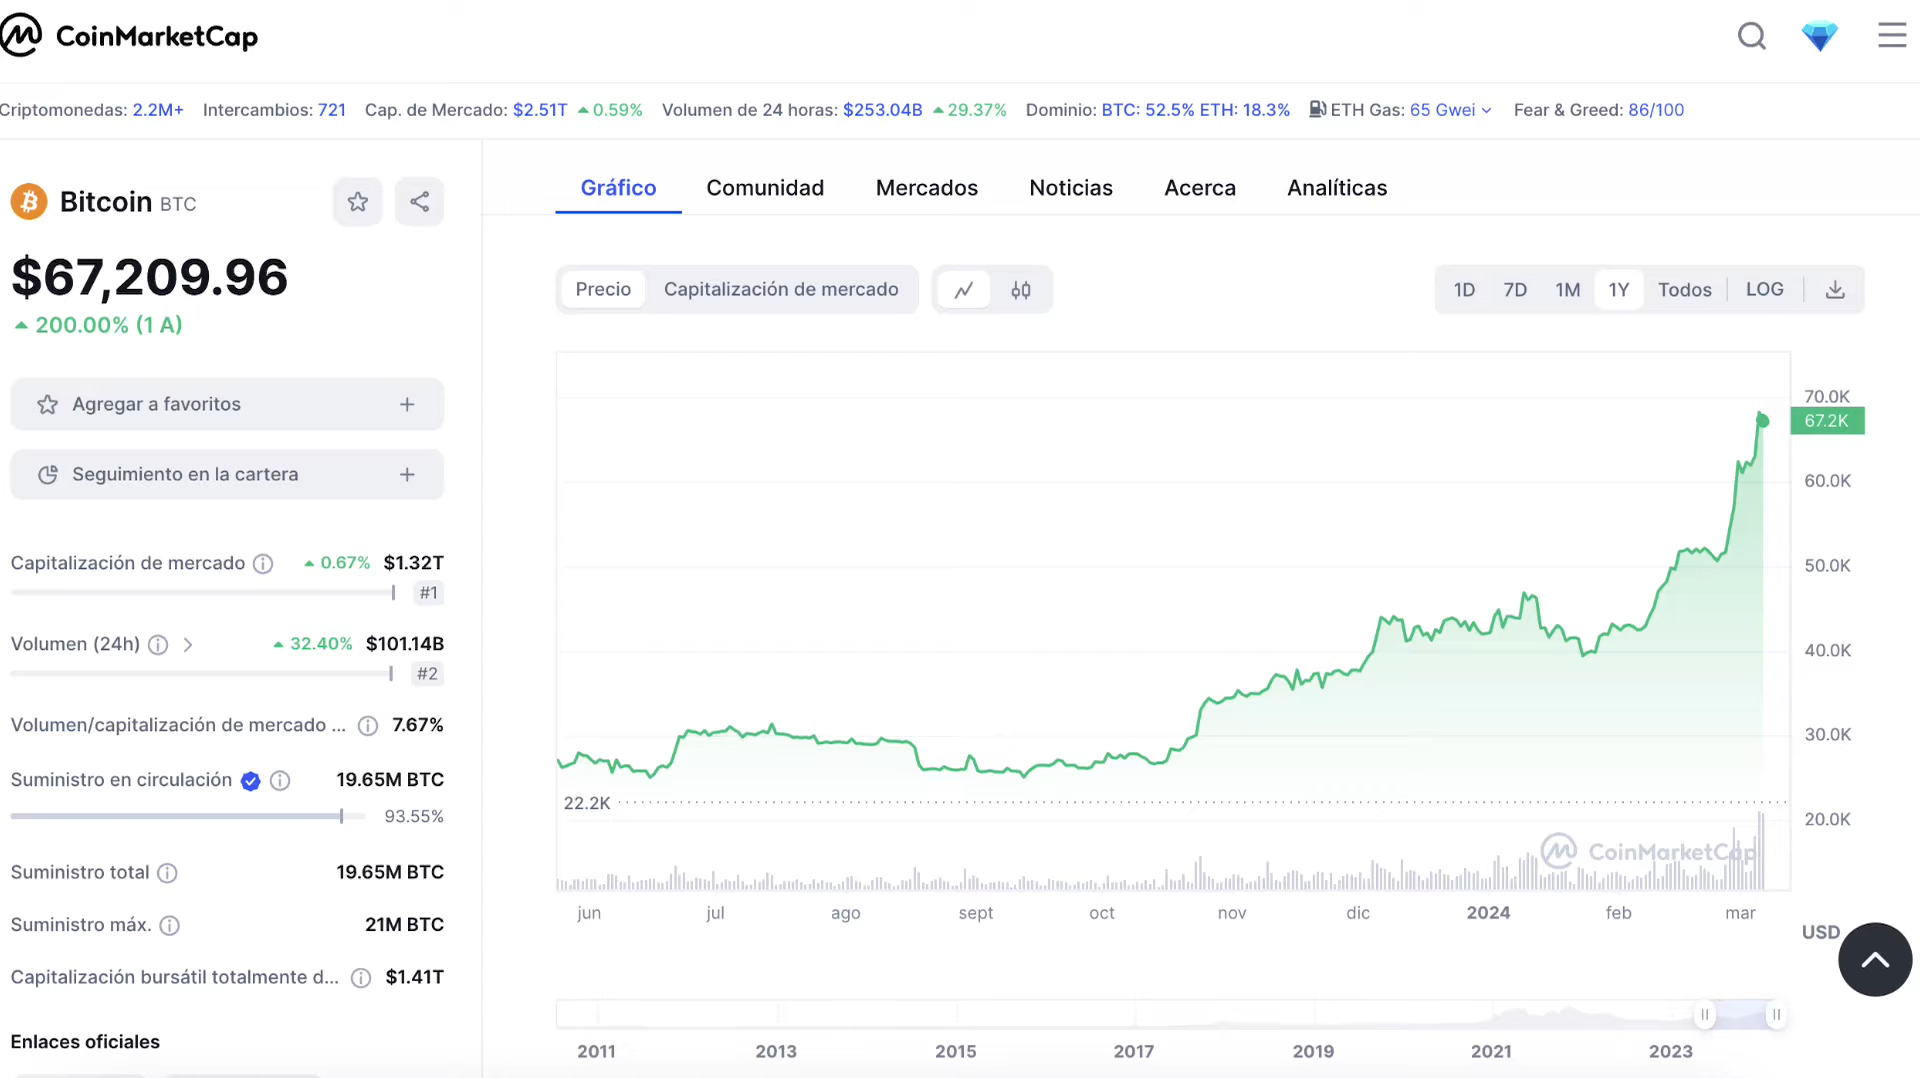 CoinMarketCap
Criptomonedas: 2.2M+ Intercambios: 721 Cap. de Mercado: $2.51T 0.59% Volumen de 24 horas: $253.04B 29.37% Dominio: BTC: 52.5% ETH: 18.3% ETH Gas: 65 Gwei Fear & Greed: 86/100
Bitcoin BTC
$67,209.96
200.00% (1 A)
Agregar a favoritos +
Seguimiento en la cartera +
Capitalización de mercado 0.67% $1.32T
#1
Volumen (24h) 32.40% $101.14B
#2
Volumen/capitalización de mercado ... 7.67%
Suministro en circulación 19.65M BTC
93.55%
Suministro total 19.65M BTC
Suministro máx. 21M BTC
Capitalización bursátil totalmente d... $1.41T
Enlaces oficiales
Gráfico Comunidad Mercados Noticias Acerca Analíticas
Precio Capitalización de mercado 1D 7D 1M 1Y Todos LOG
70.0K
67.2K
60.0K
50.0K
40.0K
30.0K
22.2K
20.0K
CoinMarketCap
jun jul ago sept oct nov dic 2024 feb mar
USD
2011 2013 2015 2017 2019 2021 2023